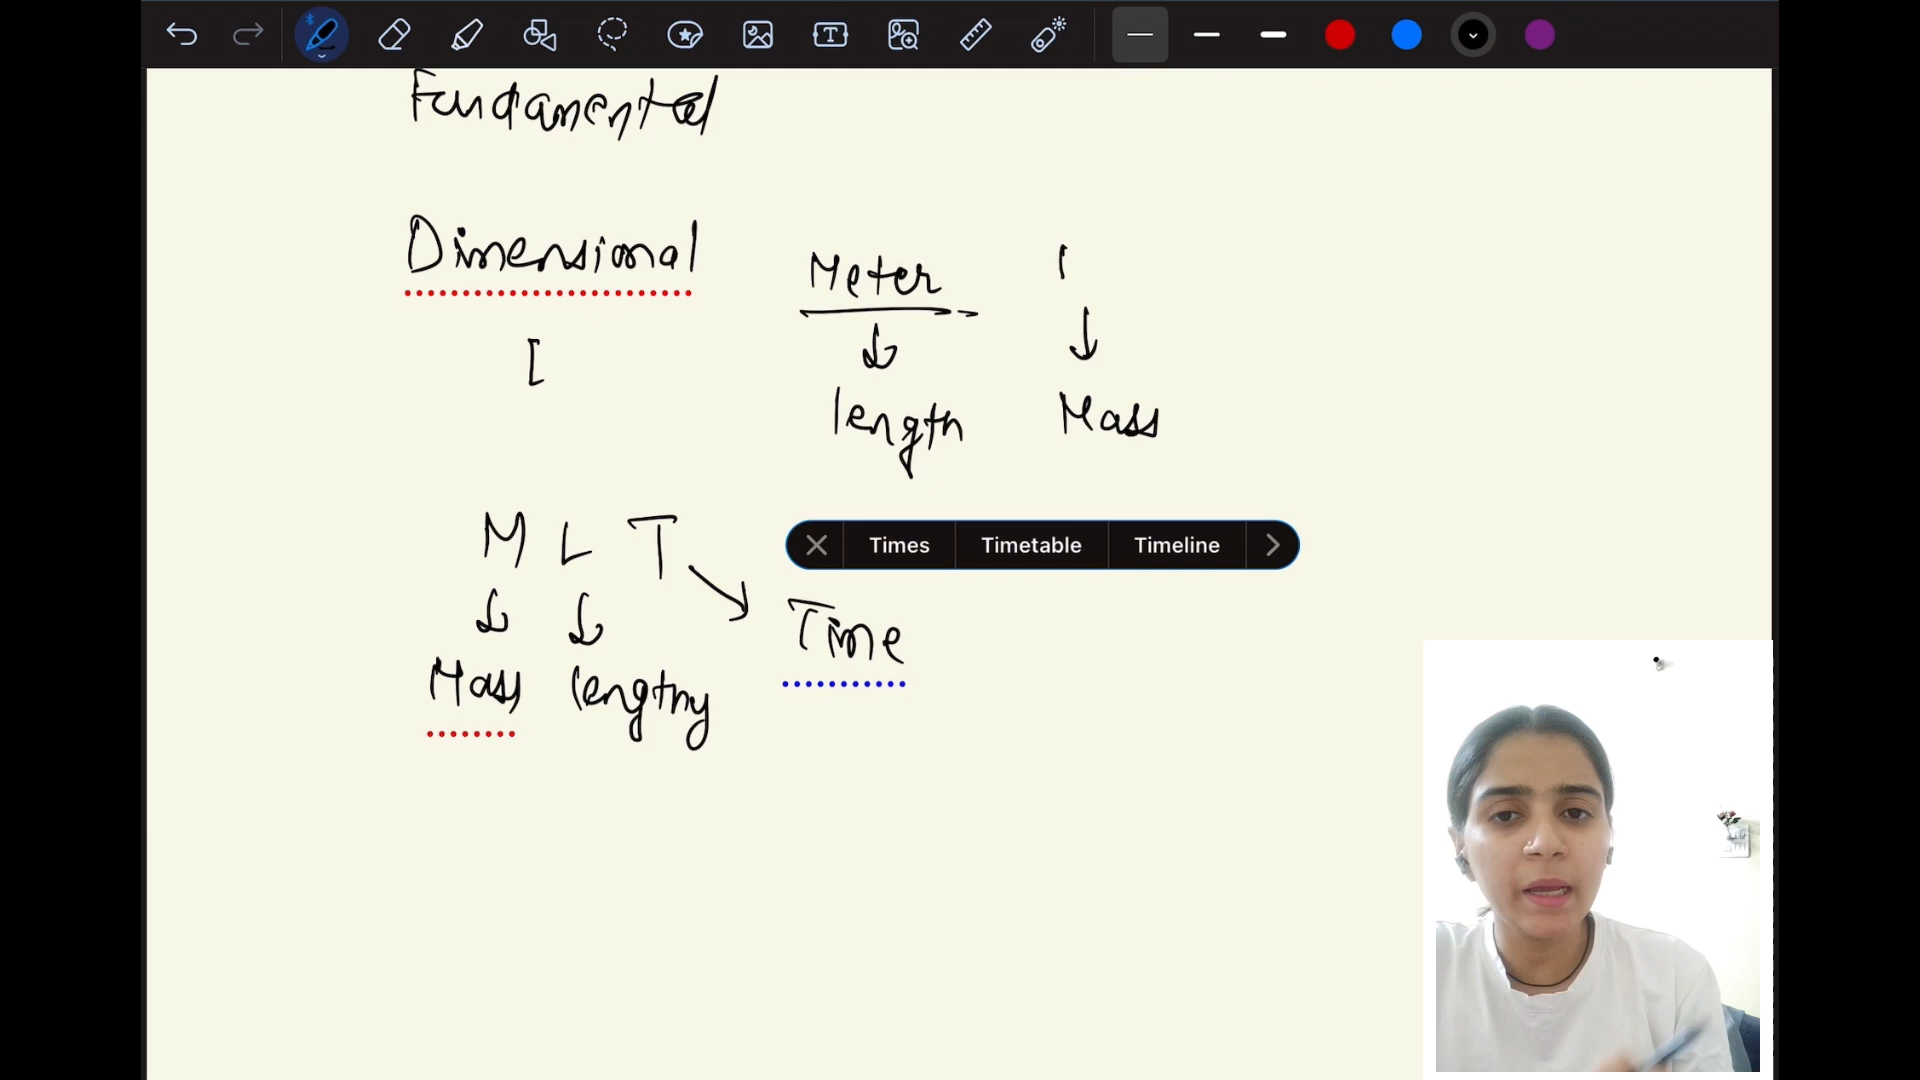 Fundamental
Dimensional
Meter
[
length
Mass
M L T
Times Timetable Timeline
Time
Mass
lengthy